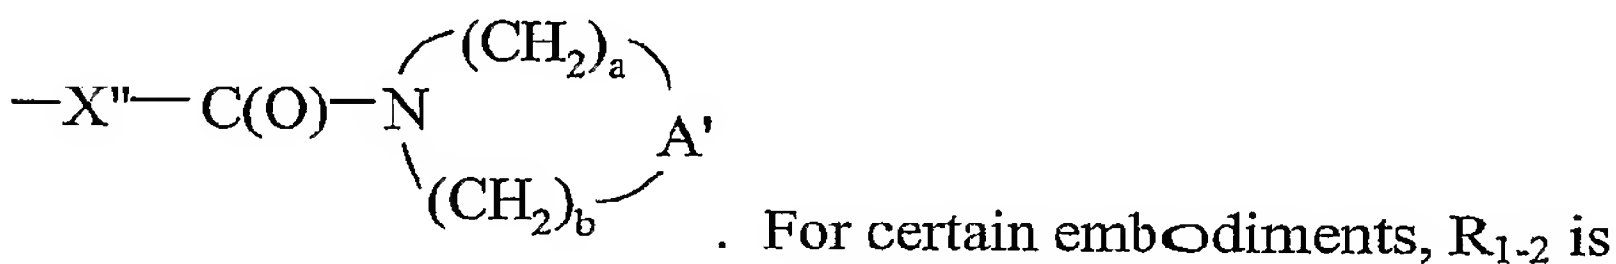 (CH₂)ₐ
—X"—C(O)—N
A'
(CH₂)b
. For certain embodiments, R₁₋₂ is